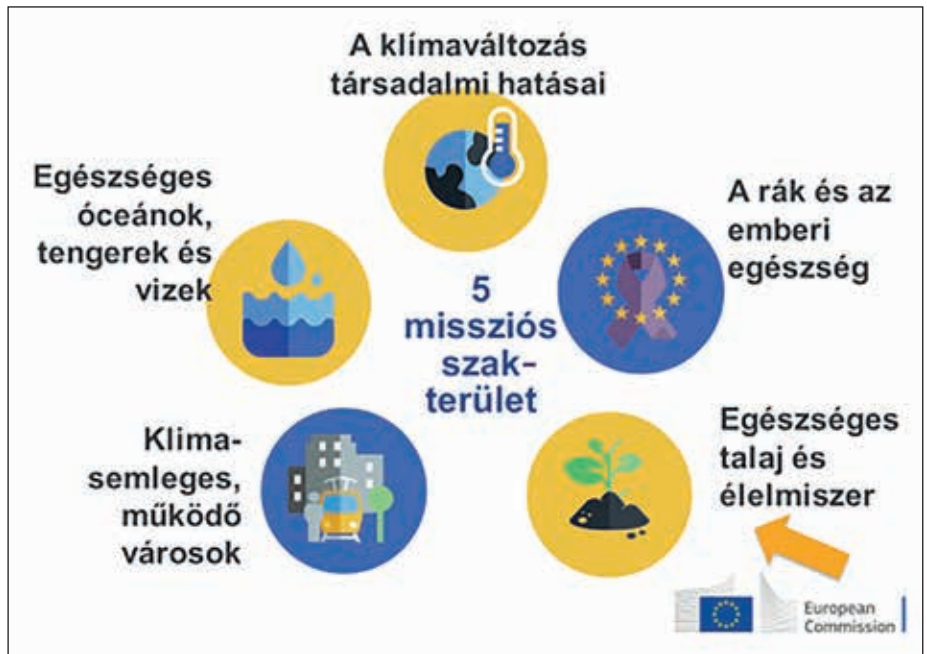 A klímaváltozás
társadalmi hatásai
Egészséges
óceánok,
tengerek és
vizek
A rák és az
emberi
egészség
5
missziós
szak-
terület
Klima-
semleges,
működő
városok
Egészséges
talaj és
élelmiszer
European
Commission